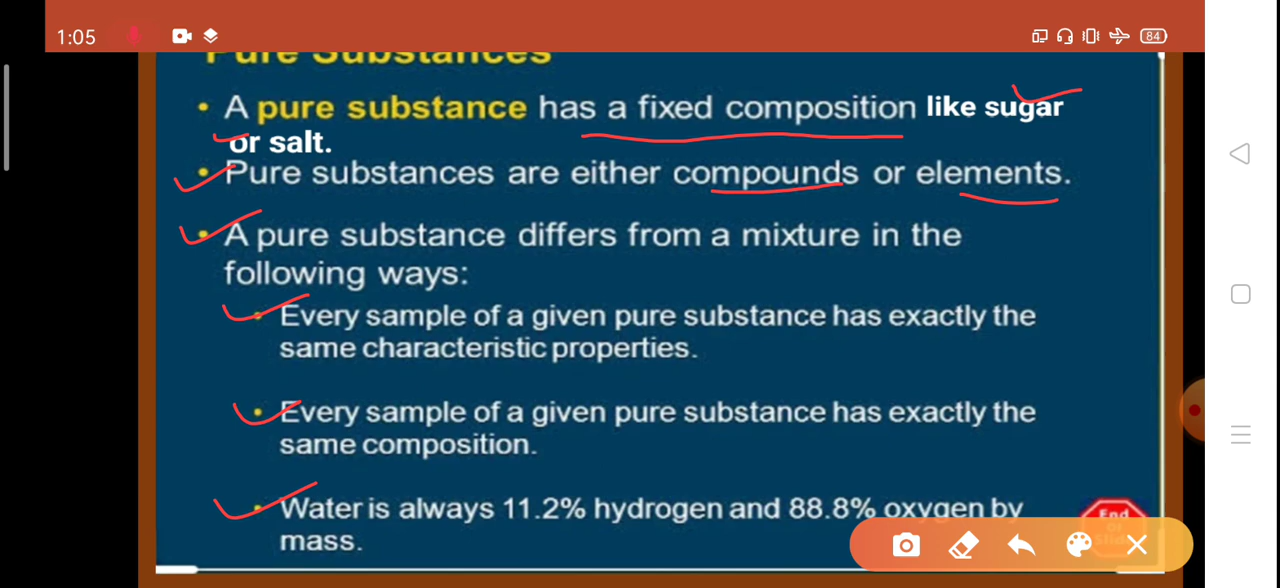 1:05
84
Pure Substances
• A pure substance has a fixed composition like sugar
or salt.
• Pure substances are either compounds or elements.
• A pure substance differs from a mixture in the
following ways:
• Every sample of a given pure substance has exactly the
same characteristic properties.
• Every sample of a given pure substance has exactly the
same composition.
• Water is always 11.2% hydrogen and 88.8% oxygen by
mass.
End